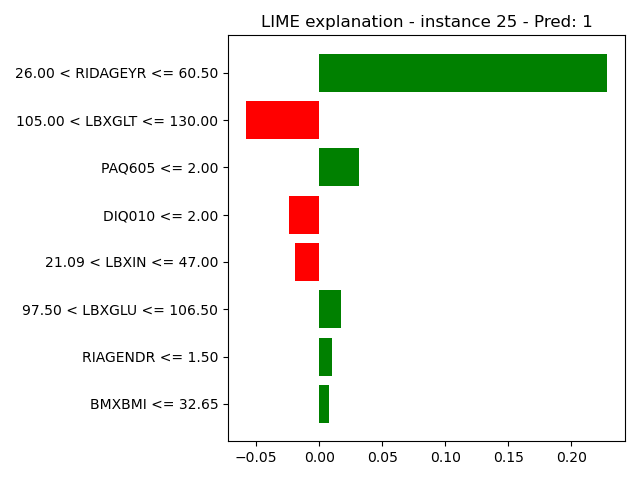 LIME explanation - instance 25 - Pred: 1
26.00 < RIDAGEYR <= 60.50
105.00 < LBXGLT <= 130.00
PAQ605 <= 2.00
DIQ010 <= 2.00
21.09 < LBXIN <= 47.00
97.50 < LBXGLU <= 106.50
RIAGENDR <= 1.50
BMXBMI <= 32.65
−0.05 0.00 0.05 0.10 0.15 0.20